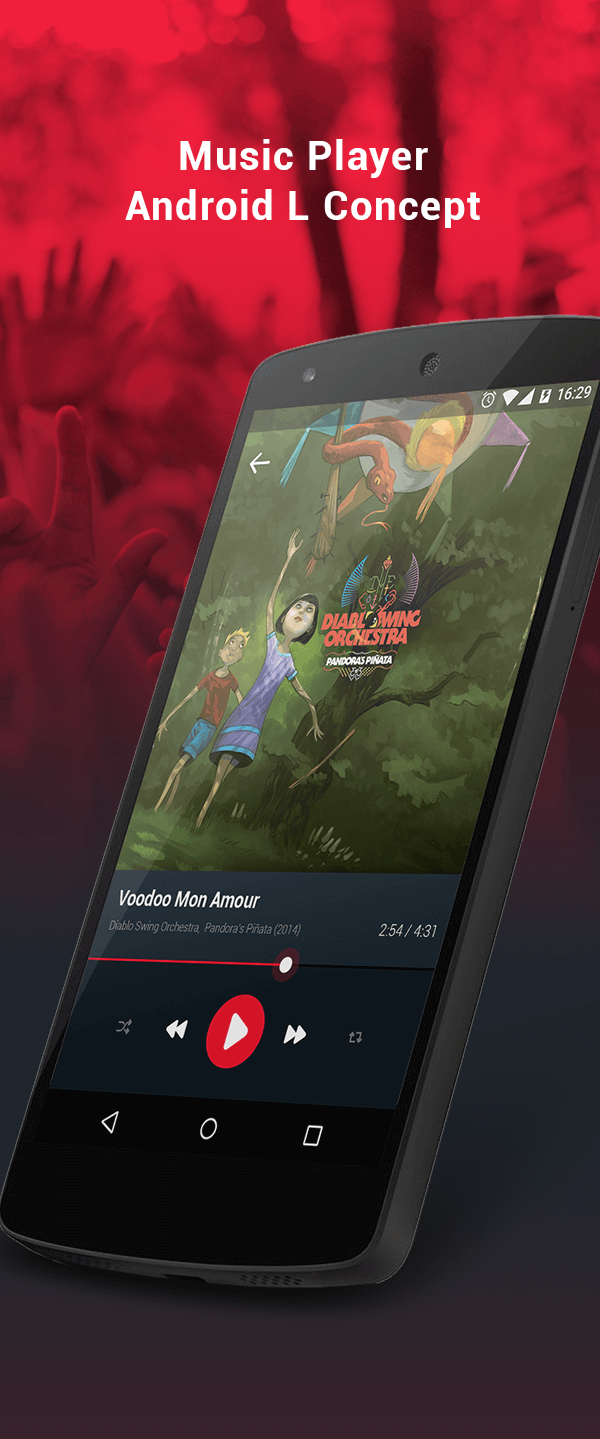 Music Player
Android L Concept
16:29
DIABLO SWING
ORCHESTRA
PANDORA'S PIÑATA
Voodoo Mon Amour
Diablo Swing Orchestra, Pandora's Piñata (2014)
2:54 / 4:31